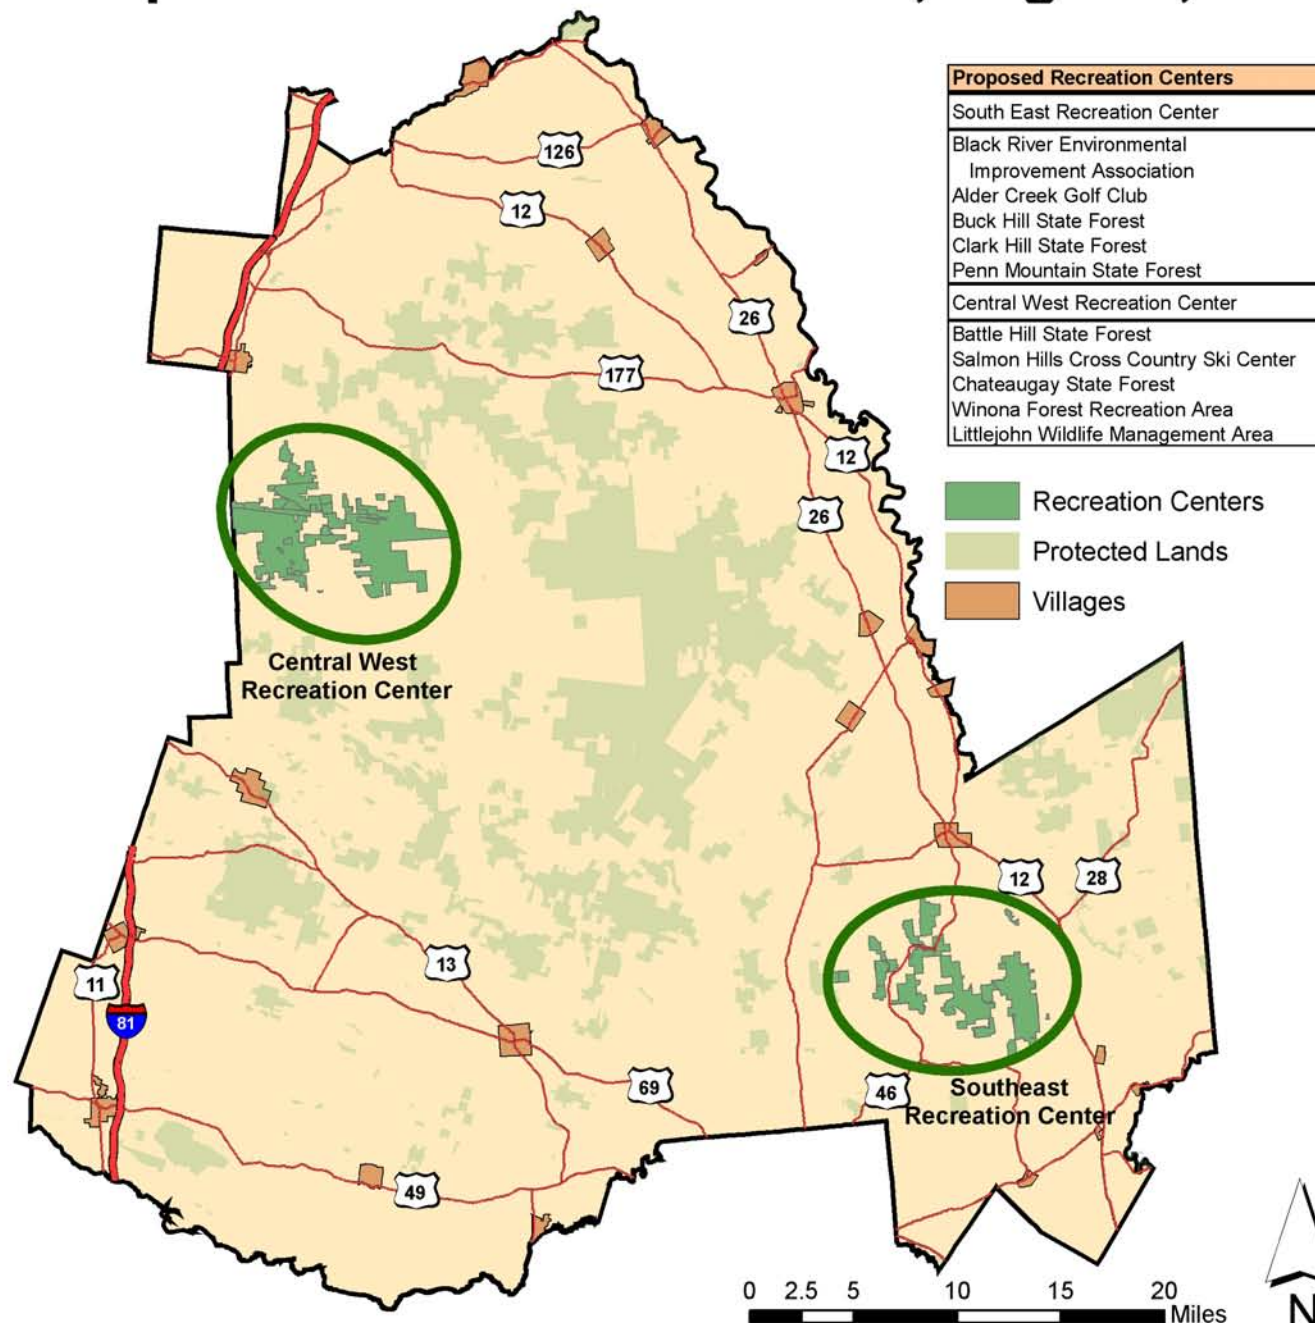 Proposed Recreation Centers
South East Recreation Center
Black River Environmental
Improvement Association
Alder Creek Golf Club
Buck Hill State Forest
Clark Hill State Forest
Penn Mountain State Forest
Central West Recreation Center
Battle Hill State Forest
Salmon Hills Cross Country Ski Center
Chateaugay State Forest
Winona Forest Recreation Area
Littlejohn Wildlife Management Area
Recreation Centers
Protected Lands
Villages
126
12
26
177
12
26
Central West
Recreation Center
12
28
13
11
81
69
46
Southeast
Recreation Center
49
0 2.5 5 10 15 20
Miles
N